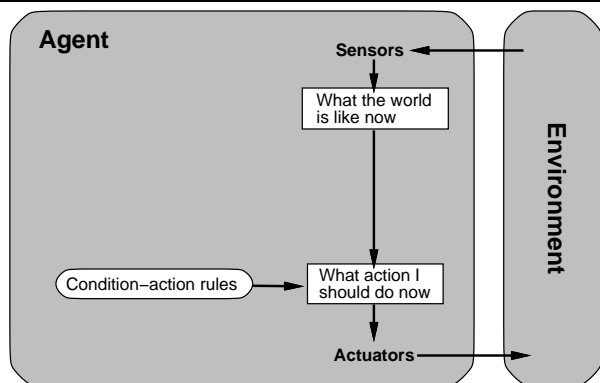 Agent
Sensors
What the world
is like now
Environment
Condition−action rules
What action I
should do now
Actuators